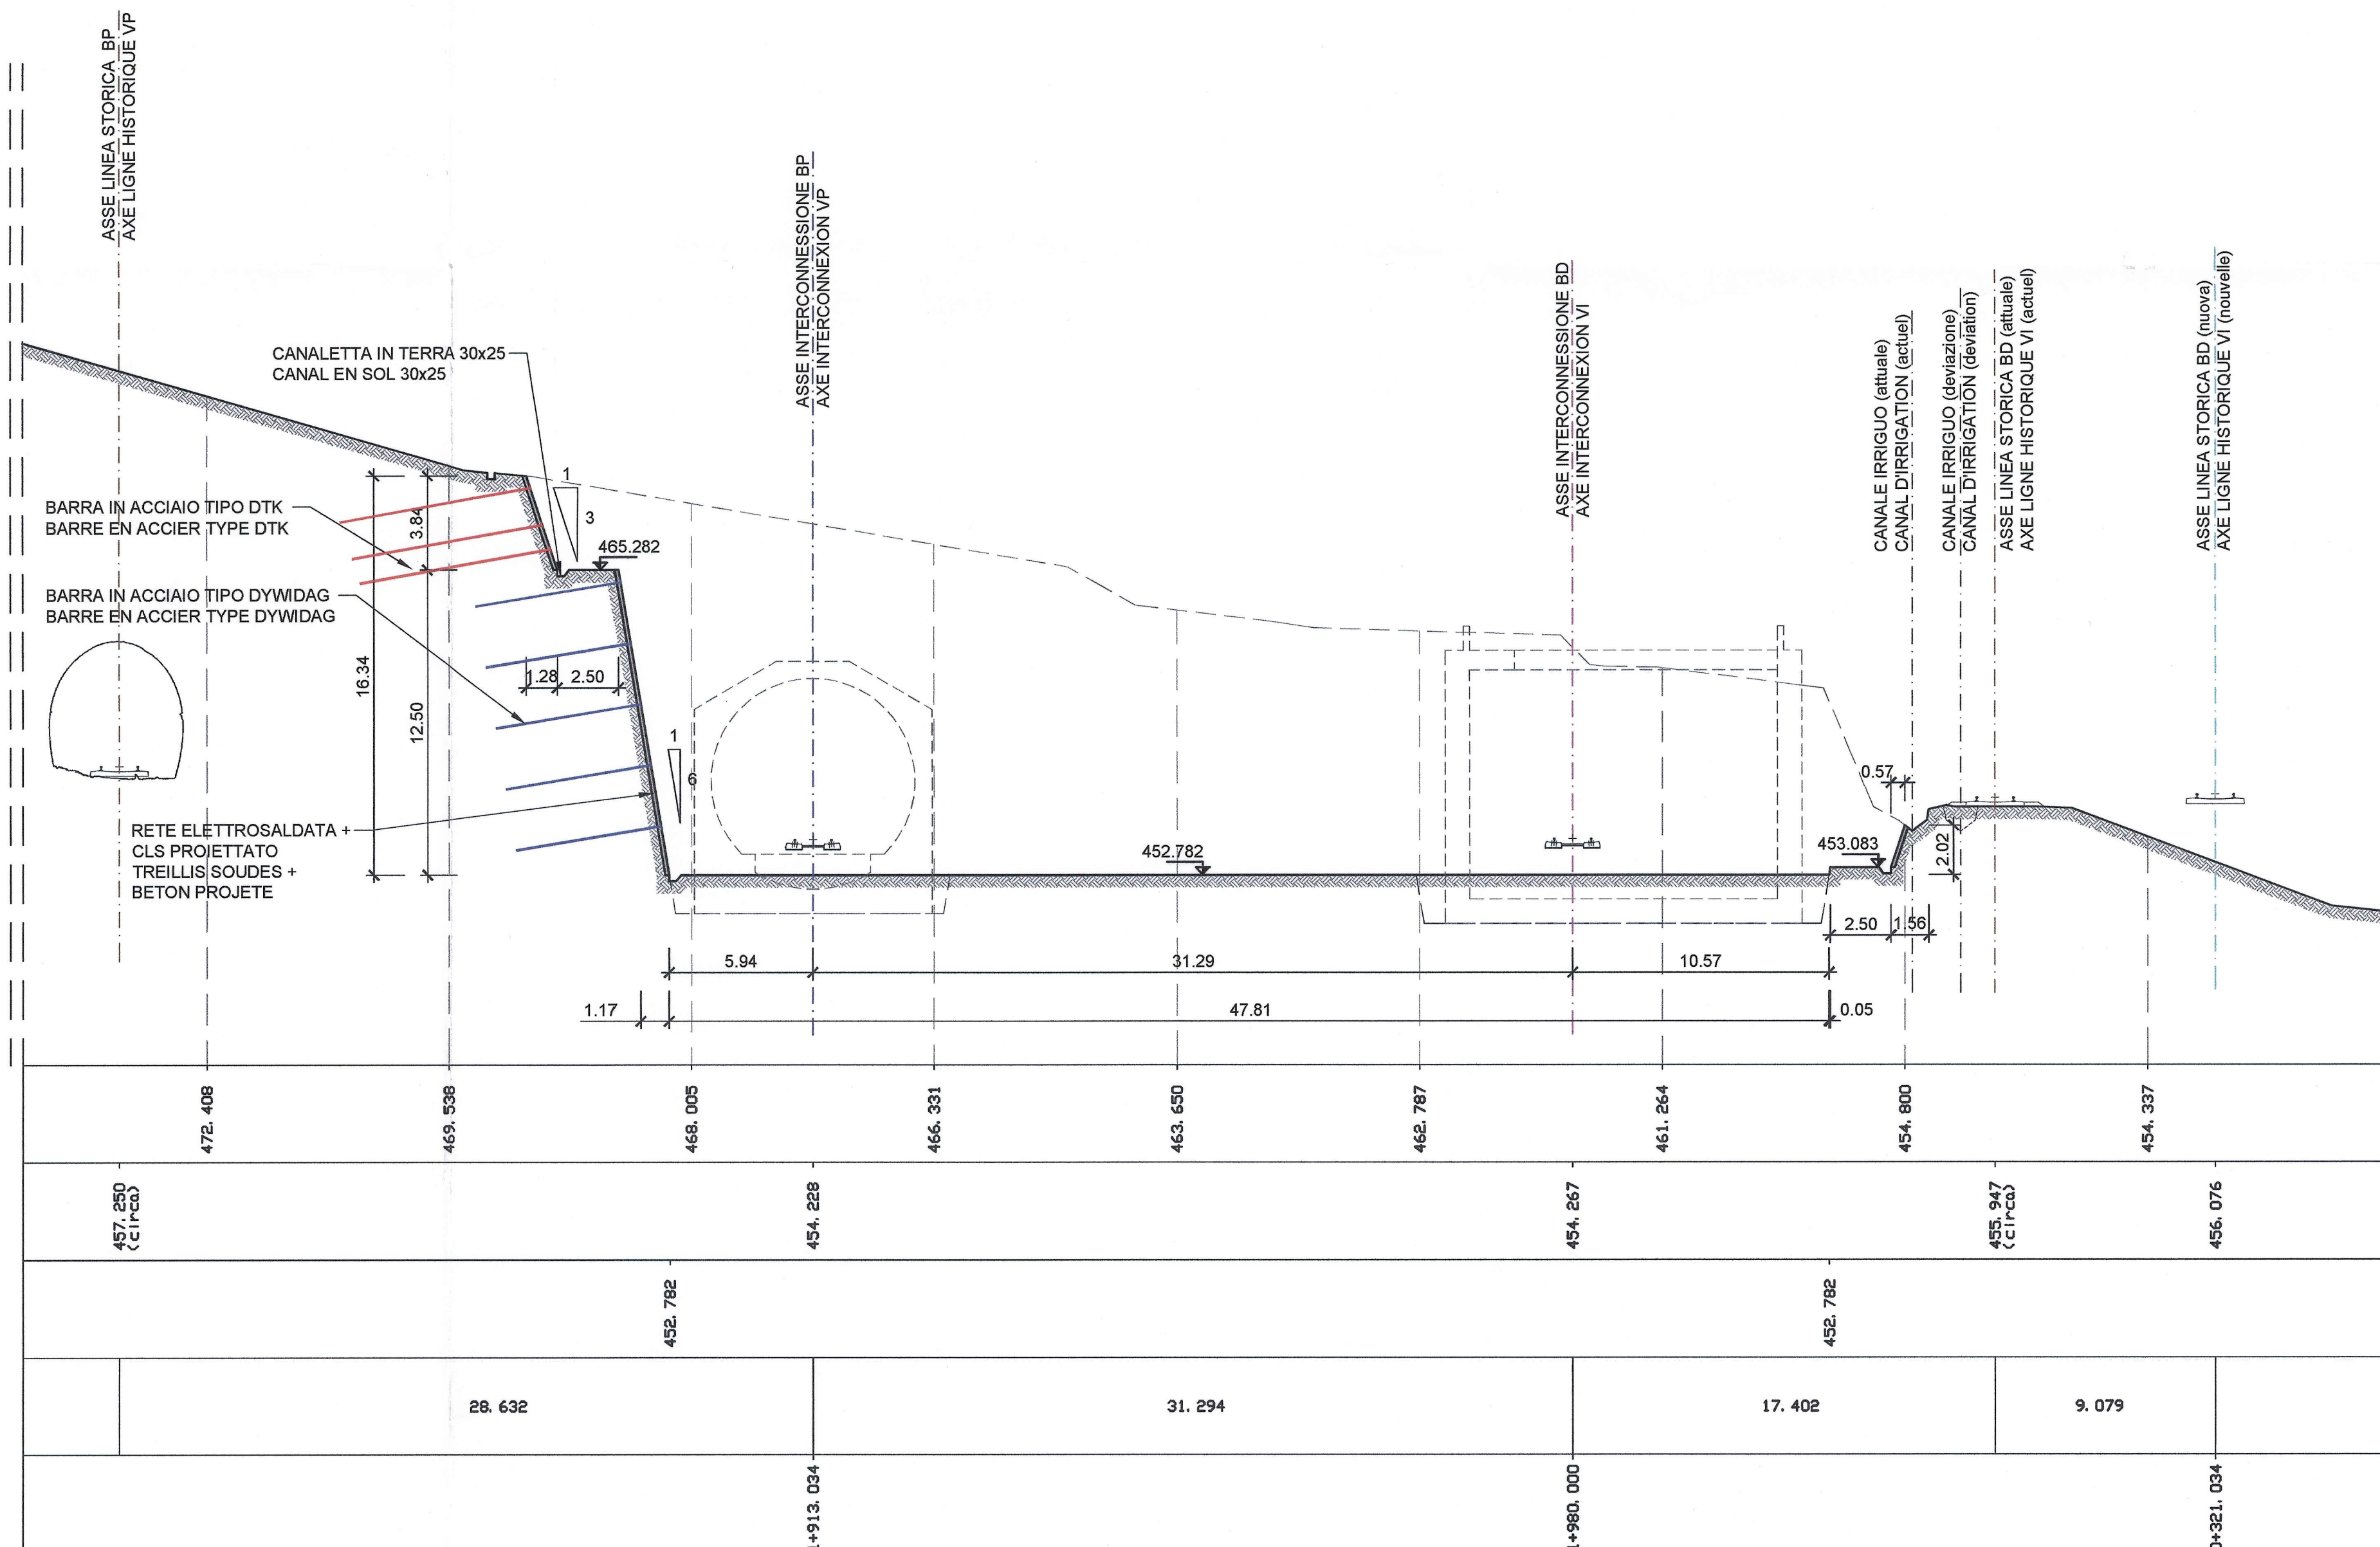 ASSE LINEA STORICA BP
AXE LIGNE HISTORIQUE VP
ASSE INTERCONNESSIONE BP
AXE INTERCONNEXION VP
ASSE INTERCONNESSIONE BD
AXE INTERCONNEXION VI
CANALE IRRIGUO (attuale)
CANAL D'IRRIGATION (actuel)
CANALE IRRIGUO (deviazione)
CANAL D'IRRIGATION (deviation)
ASSE LINEA STORICA BD (attuale)
AXE LIGNE HISTORIQUE VI (actuel)
ASSE LINEA STORICA BD (nuova)
AXE LIGNE HISTORIQUE VI (nouvelle)
CANALETTA IN TERRA 30x25
CANAL EN SOL 30x25
BARRA IN ACCIAIO TIPO DTK
BARRE EN ACCIER TYPE DTK
BARRA IN ACCIAIO TIPO DYWIDAG
BARRE EN ACCIER TYPE DYWIDAG
RETE ELETTROSALDATA +
CLS PROIETTATO
TREILLIS SOUDES +
BETON PROJETE
1
3
3.84
465.282
16.34
12.50
1.28
2.50
1
6
452.782
0.57
453.083
2.02
2.50
1.56
5.94
31.29
10.57
1.17
47.81
0.05
472. 408
469. 538
468. 005
466. 331
463. 650
462. 787
461. 264
454. 800
454. 337
457. 250
(circa)
454. 228
454. 267
455. 947
(circa)
456. 076
452. 782
452. 782
28. 632
31. 294
17. 402
9. 079
+913. 034
+980. 000
+321. 034